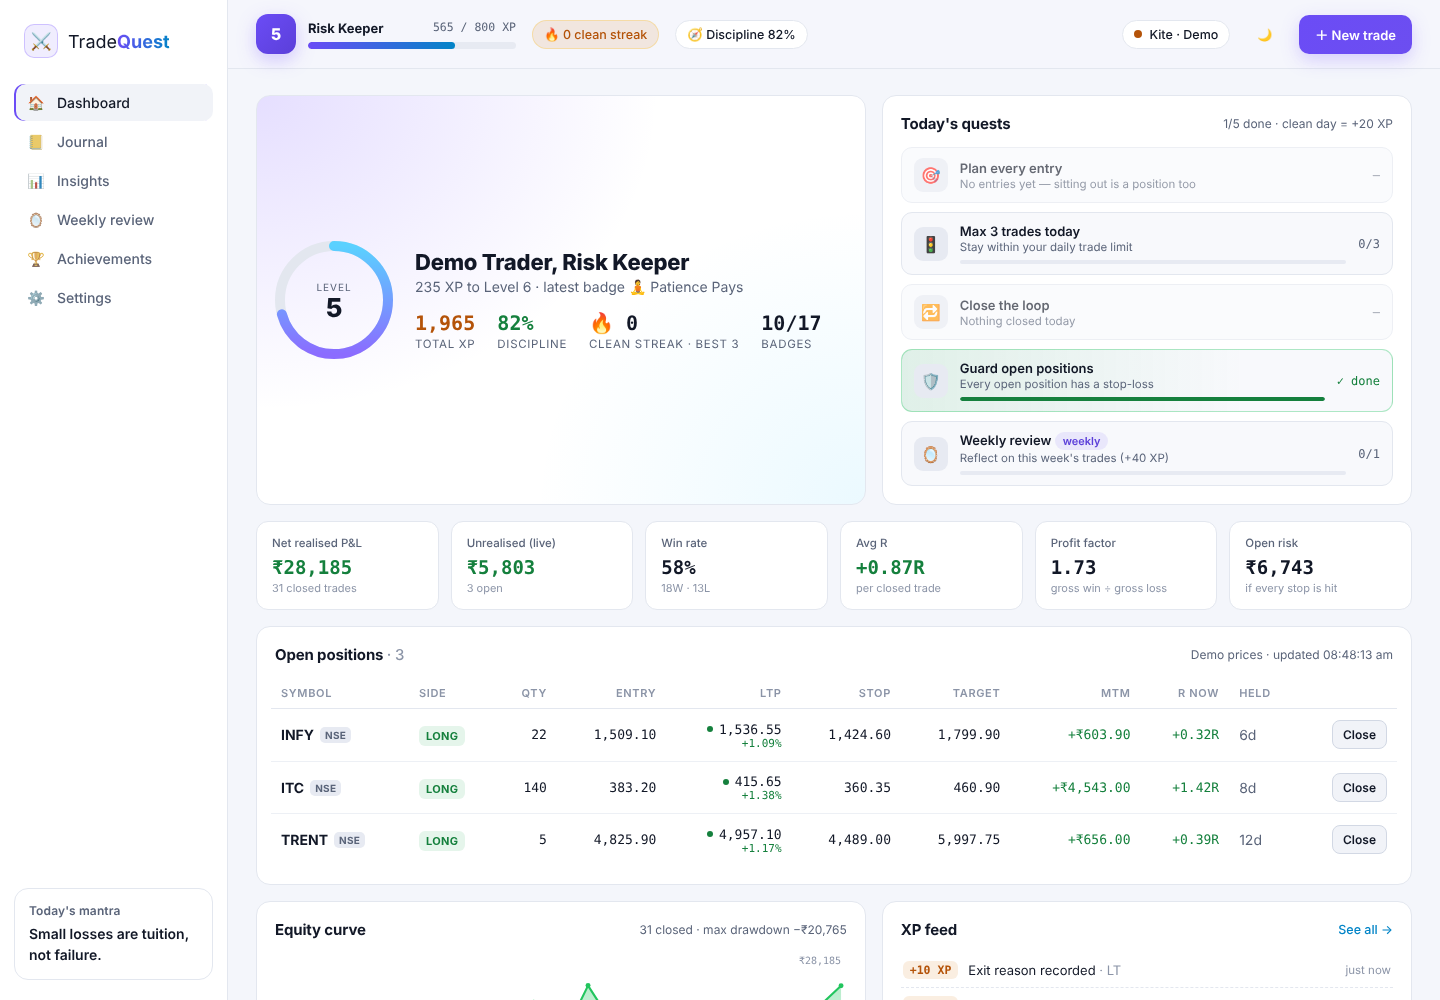 TradeQuest
Dashboard
Journal
Insights
Weekly review
Achievements
Settings
Today's mantra
Small losses are tuition,
not failure.
5
Risk Keeper 565 / 800 XP
🔥 0 clean streak
🧭 Discipline 82%
Kite · Demo
+ New trade
LEVEL
5
Demo Trader, Risk Keeper
235 XP to Level 6 · latest badge 🧘 Patience Pays
1,965 82% 🔥 0 10/17
TOTAL XP DISCIPLINE CLEAN STREAK · BEST 3 BADGES
Today's quests 1/5 done · clean day = +20 XP
Plan every entry
No entries yet — sitting out is a position too –
Max 3 trades today
Stay within your daily trade limit 0/3
Close the loop
Nothing closed today –
Guard open positions
Every open position has a stop-loss ✓ done
Weekly review weekly
Reflect on this week's trades (+40 XP) 0/1
Net realised P&L
₹28,185
31 closed trades
Unrealised (live)
₹5,803
3 open
Win rate
58%
18W · 13L
Avg R
+0.87R
per closed trade
Profit factor
1.73
gross win ÷ gross loss
Open risk
₹6,743
if every stop is hit
Open positions · 3 Demo prices · updated 08:48:13 am
SYMBOL SIDE QTY ENTRY LTP STOP TARGET MTM R NOW HELD
INFY NSE LONG 22 1,509.10 1,536.55 1,424.60 1,799.90 +₹603.90 +0.32R 6d Close
+1.09%
ITC NSE LONG 140 383.20 415.65 360.35 460.90 +₹4,543.00 +1.42R 8d Close
+1.38%
TRENT NSE LONG 5 4,825.90 4,957.10 4,489.00 5,997.75 +₹656.00 +0.39R 12d Close
+1.17%
Equity curve 31 closed · max drawdown −₹20,765
₹28,185
XP feed See all →
+10 XP Exit reason recorded · LT just now